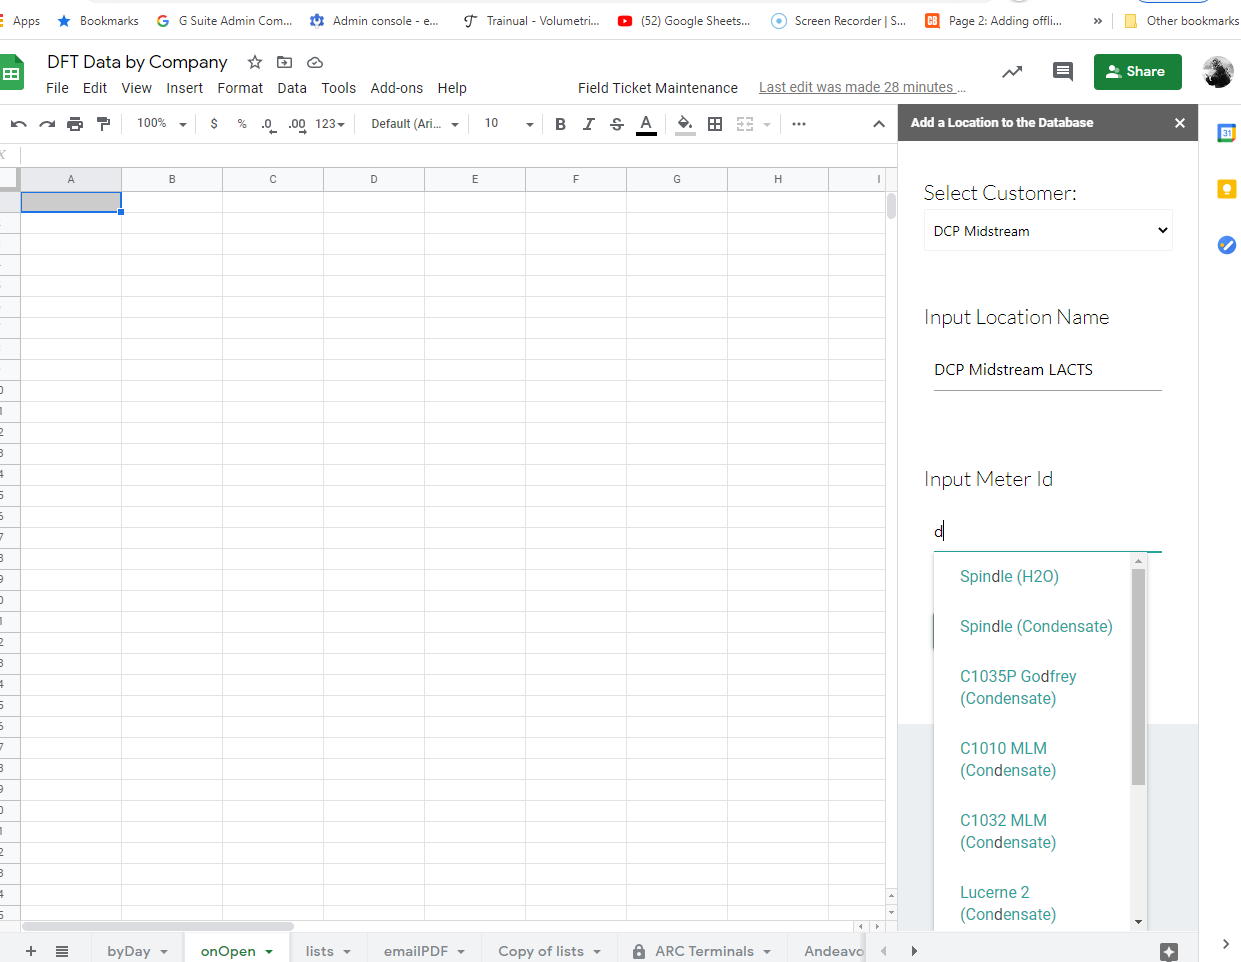 Apps Bookmarks G Suite Admin Com... Admin console - e... Trainual - Volumetri... (52) Google Sheets... Screen Recorder | S... Page 2: Adding offli... » Other bookmarks
DFT Data by Company
Share
File Edit View Insert Format Data Tools Add-ons Help Field Ticket Maintenance Last edit was made 28 minutes ...
100% $ % .0 .00 123 Default (Ari... 10 B I S A
Add a Location to the Database
31
A B C D E F G H I
Select Customer:
DCP Midstream
Input Location Name
DCP Midstream LACTS
Input Meter Id
d
Spindle (H2O)
Spindle (Condensate)
C1035P Godfrey
(Condensate)
C1010 MLM
(Condensate)
C1032 MLM
(Condensate)
Lucerne 2
(Condensate)
byDay onOpen lists emailPDF Copy of lists ARC Terminals Andeavo